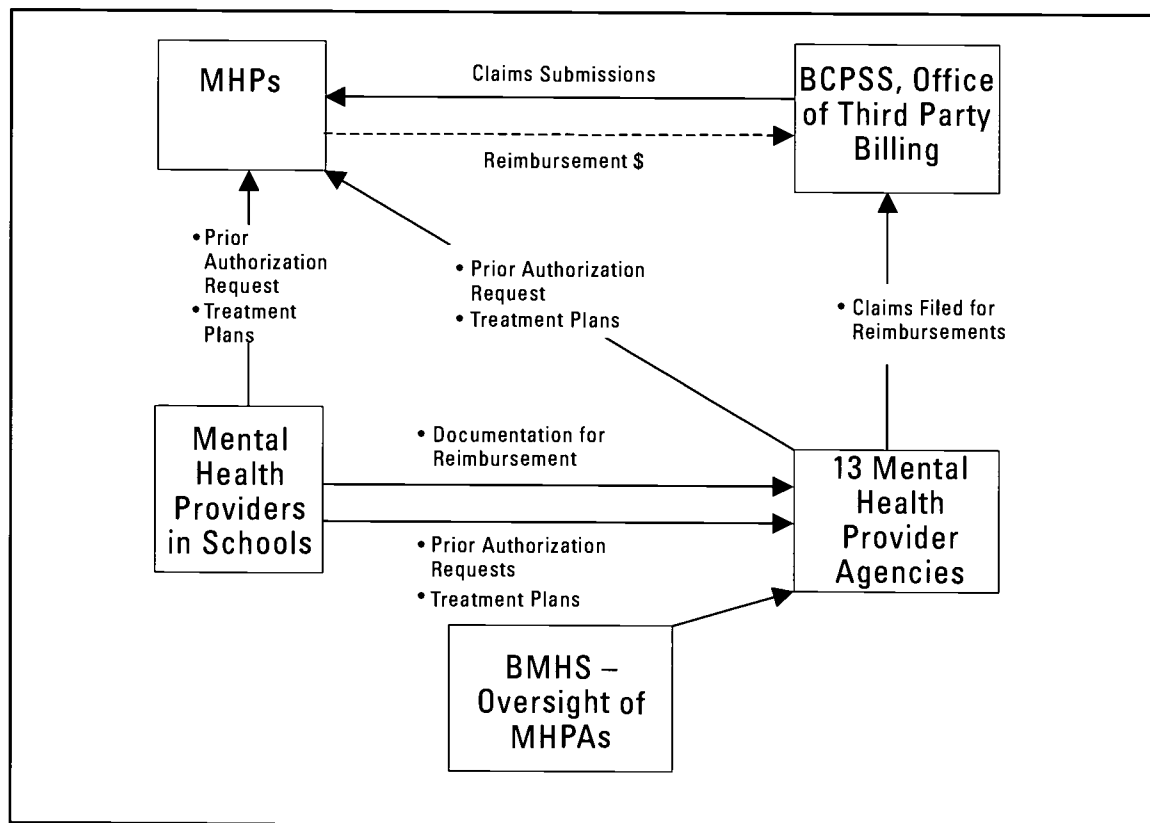 MHPs
Claims Submissions
Reimbursement $
BCPSS, Office
of Third Party
Billing
• Prior
Authorization
Request
• Treatment
Plans
• Prior Authorization
Request
• Treatment Plans
• Claims Filed for
Reimbursements
Mental
Health
Providers
in Schools
• Documentation for
Reimbursement
• Prior Authorization
Requests
• Treatment Plans
13 Mental
Health
Provider
Agencies
BMHS –
Oversight of
MHPAs